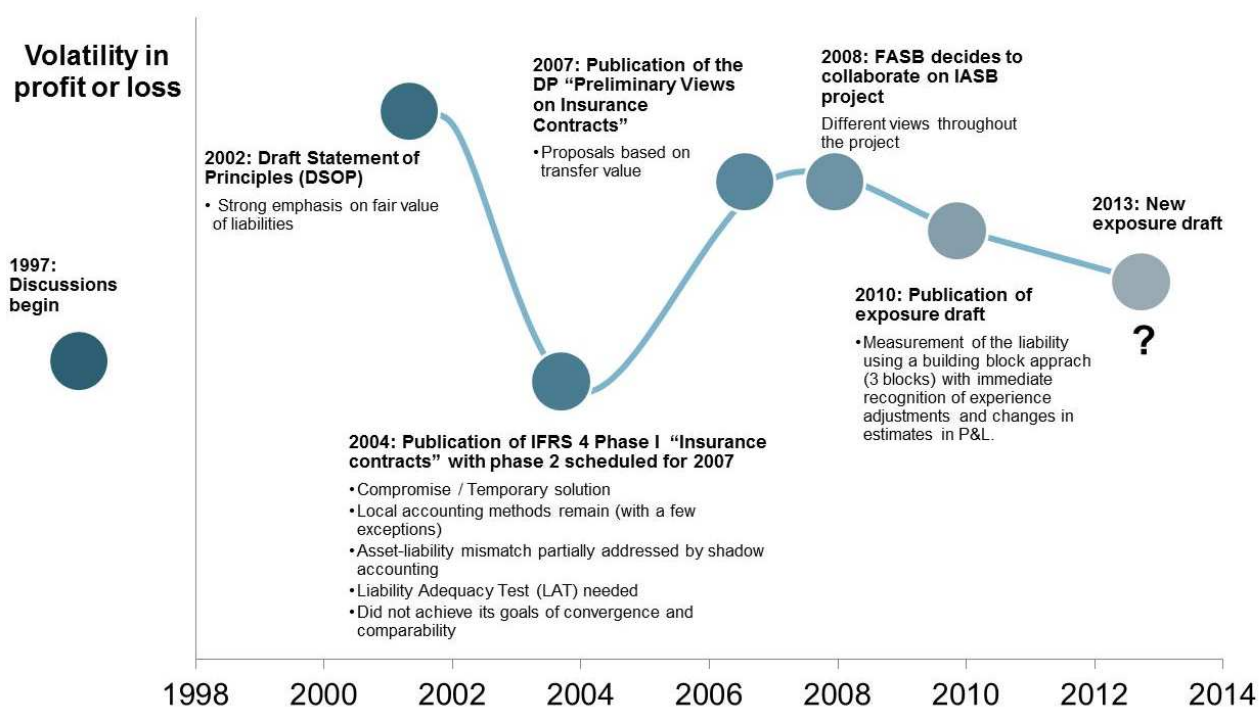 Volatility in
profit or loss
1997:
Discussions
begin
2002: Draft Statement of
Principles (DSOP)
• Strong emphasis on fair value
of liabilities
2004: Publication of IFRS 4 Phase I “Insurance
contracts” with phase 2 scheduled for 2007
•Compromise / Temporary solution
•Local accounting methods remain (with a few
exceptions)
•Asset-liability mismatch partially addressed by shadow
accounting
•Liability Adequacy Test (LAT) needed
•Did not achieve its goals of convergence and
comparability
2007: Publication of the
DP “Preliminary Views
on Insurance
Contracts”
•Proposals based on
transfer value
2008: FASB decides to
collaborate on IASB
project
Different views throughout
the project
2010: Publication of
exposure draft
•Measurement of the liability
using a building block apprach
(3 blocks) with immediate
recognition of experience
adjustments and changes in
estimates in P&L.
2013: New
exposure draft
?
1998 2000 2002 2004 2006 2008 2010 2012 2014